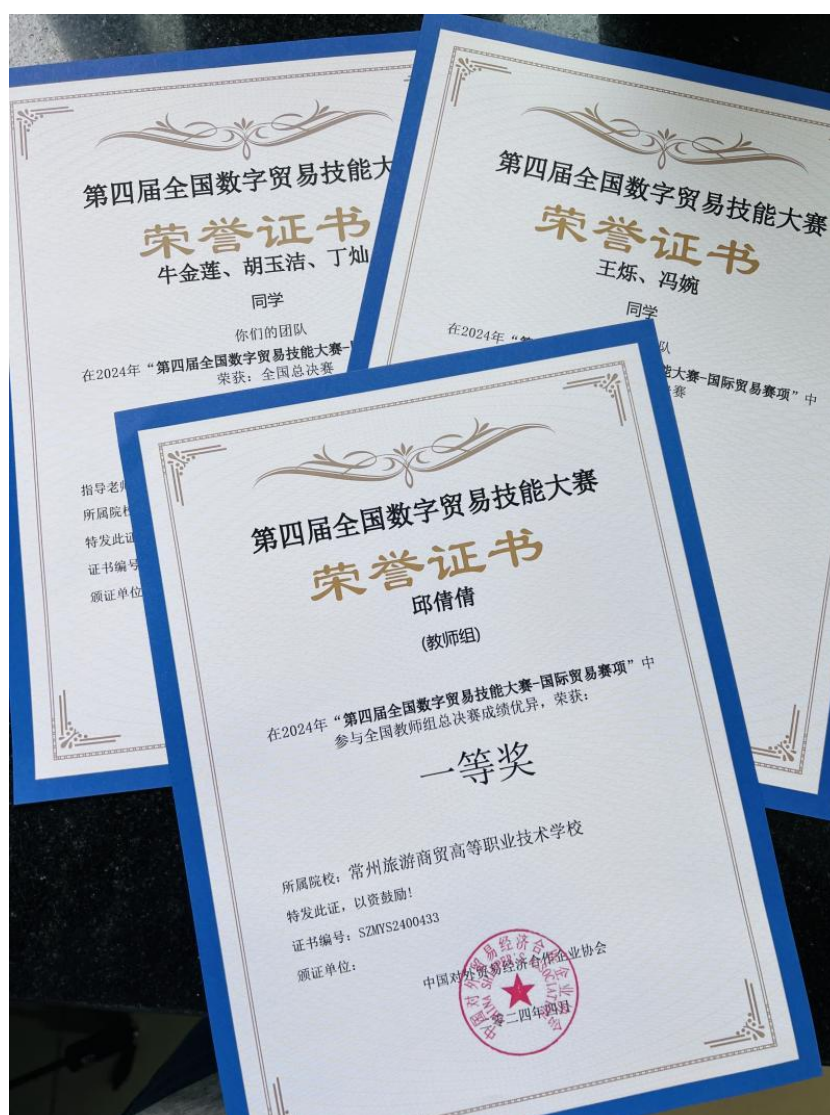 第四届全国数字贸易技能大
荣誉证书
牛金莲、胡玉洁、丁灿
同学
你们的团队
在2024年“第四届全国数字贸易技能大赛-
荣获：全国总决赛
指导老师
所属院校
特发此证
证书编号
颁证单位
第四届全国数字贸易技能大赛
荣誉证书
王烁、冯婉
同学
在2024年“第
队
能大赛-国际贸易赛项”中
赛
第四届全国数字贸易技能大赛
荣誉证书
邱倩倩
(教师组)
在2024年“第四届全国数字贸易技能大赛-国际贸易赛项”中
参与全国教师组总决赛成绩优异，荣获：
一等奖
所属院校：常州旅游商贸高等职业技术学校
特发此证，以资鼓励！
证书编号：SZMYS2400433
颁证单位：
中国对外贸易经济合作企业协会
二四年四月